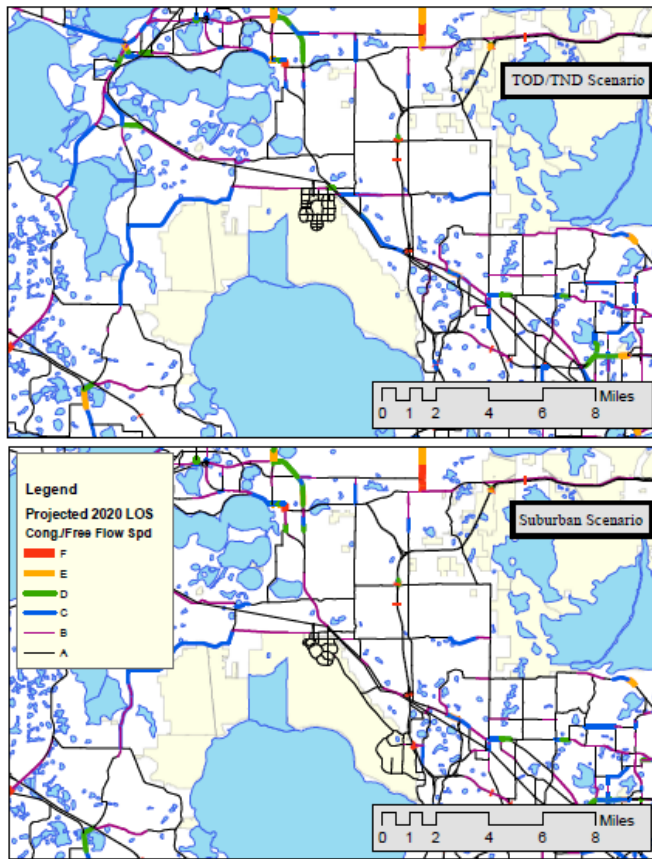 TOD/TND Scenario
Miles
0 1 2 4 6 8
Legend
Projected 2020 LOS
Cong./Free Flow Spd
F
E
D
C
B
A
Suburban Scenario
Miles
0 1 2 4 6 8